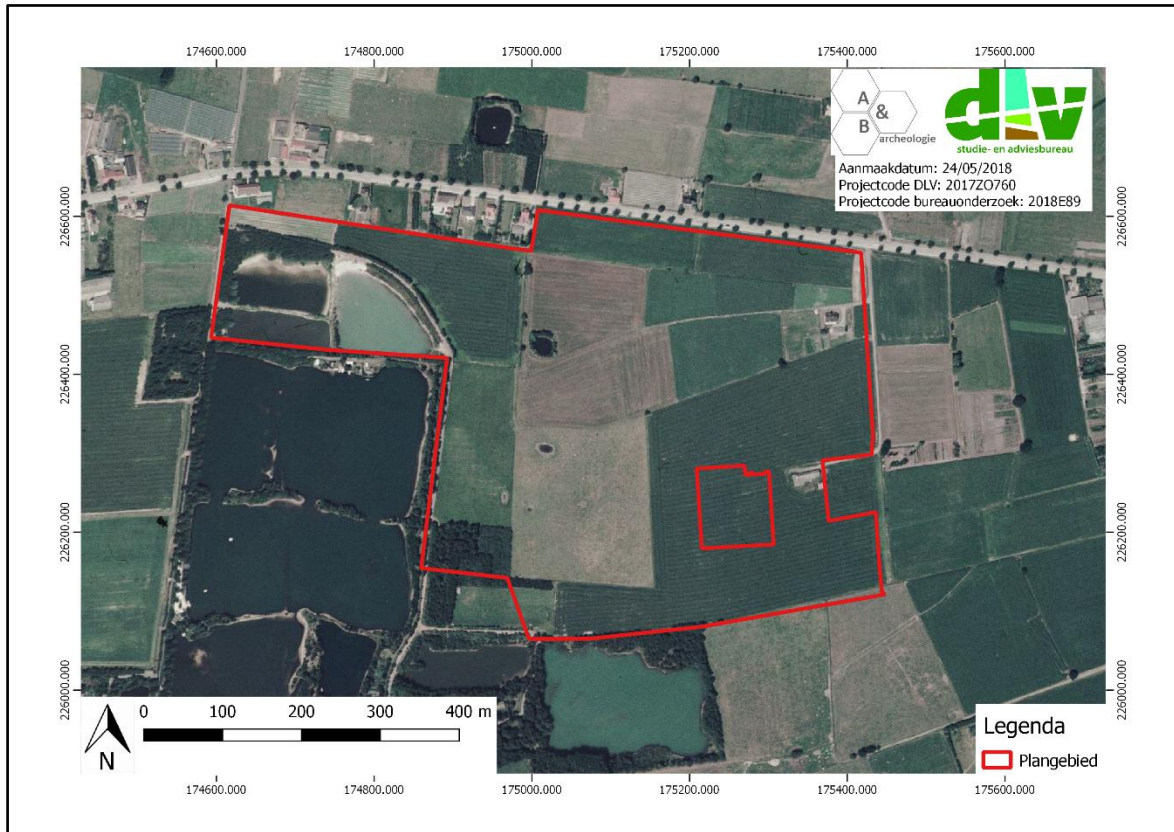 174600.000 174800.000 175000.000 175200.000 175400.000 175600.000
A
&
B
archeologie
dlv
studie- en adviesbureau
Aanmaakdatum: 24/05/2018
Projectcode DLV: 2017ZO760
Projectcode bureauonderzoek: 2018E89
226600.000
226600.000
226400.000
226400.000
226200.000
226200.000
226000.000
226000.000
0 100 200 300 400 m
N
Legenda
Plangebied
174600.000 174800.000 175000.000 175200.000 175400.000 175600.000